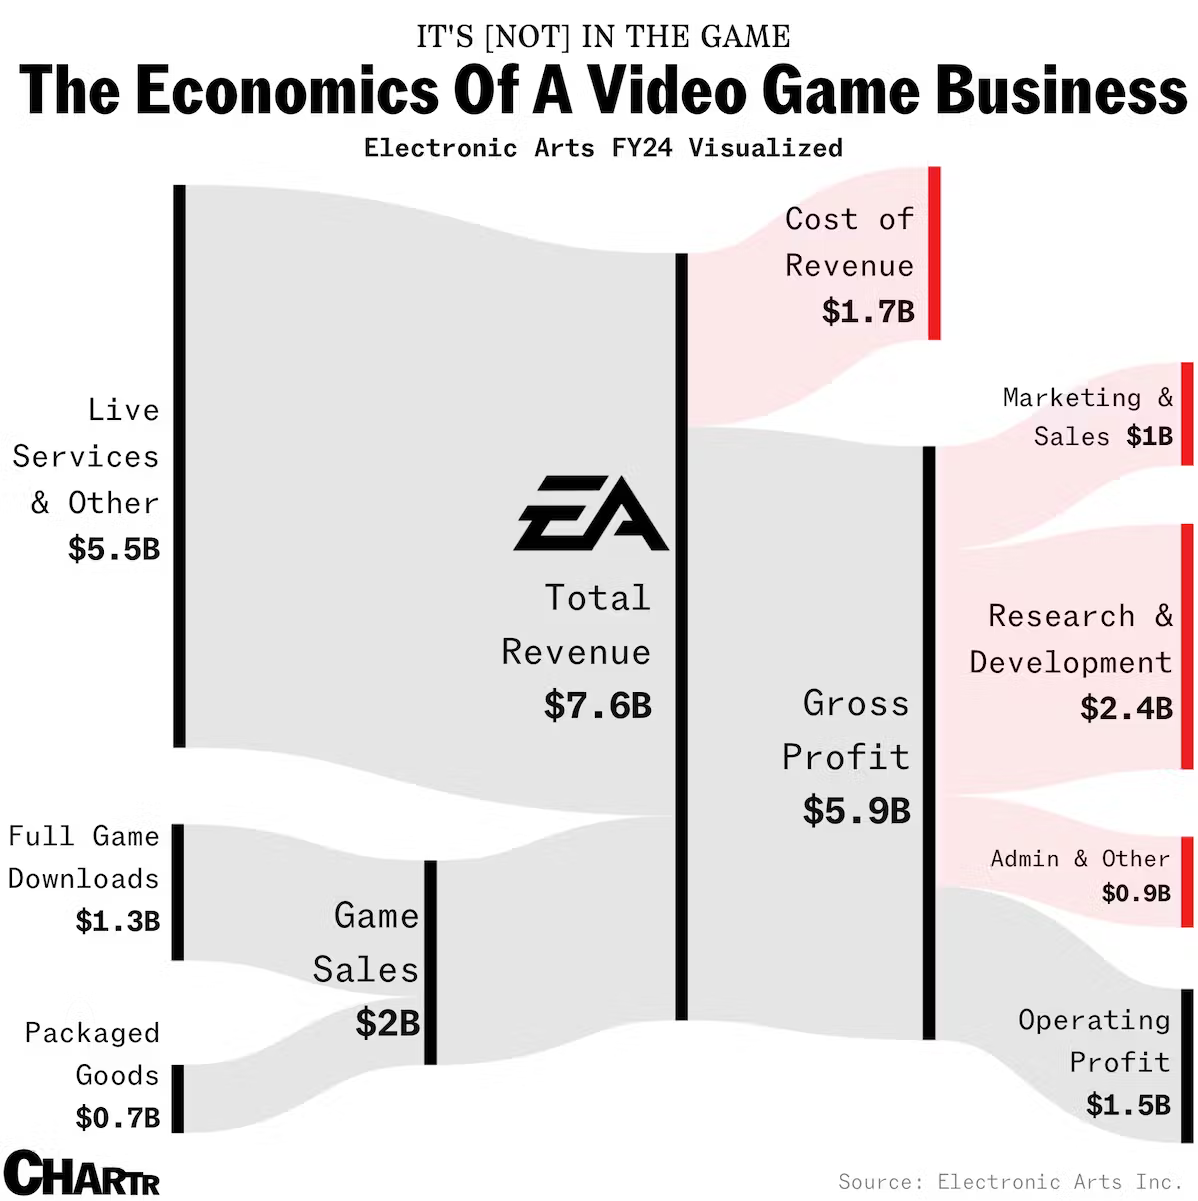 IT'S [NOT] IN THE GAME
The Economics Of A Video Game Business
Electronic Arts FY24 Visualized
Live
Services
& Other
$5.5B
Full Game
Downloads
$1.3B
Packaged
Goods
$0.7B
Game
Sales
$2B
EA
Total
Revenue
$7.6B
Cost of
Revenue
$1.7B
Gross
Profit
$5.9B
Marketing &
Sales $1B
Research &
Development
$2.4B
Admin & Other
$0.9B
Operating
Profit
$1.5B
CHARTR
Source: Electronic Arts Inc.